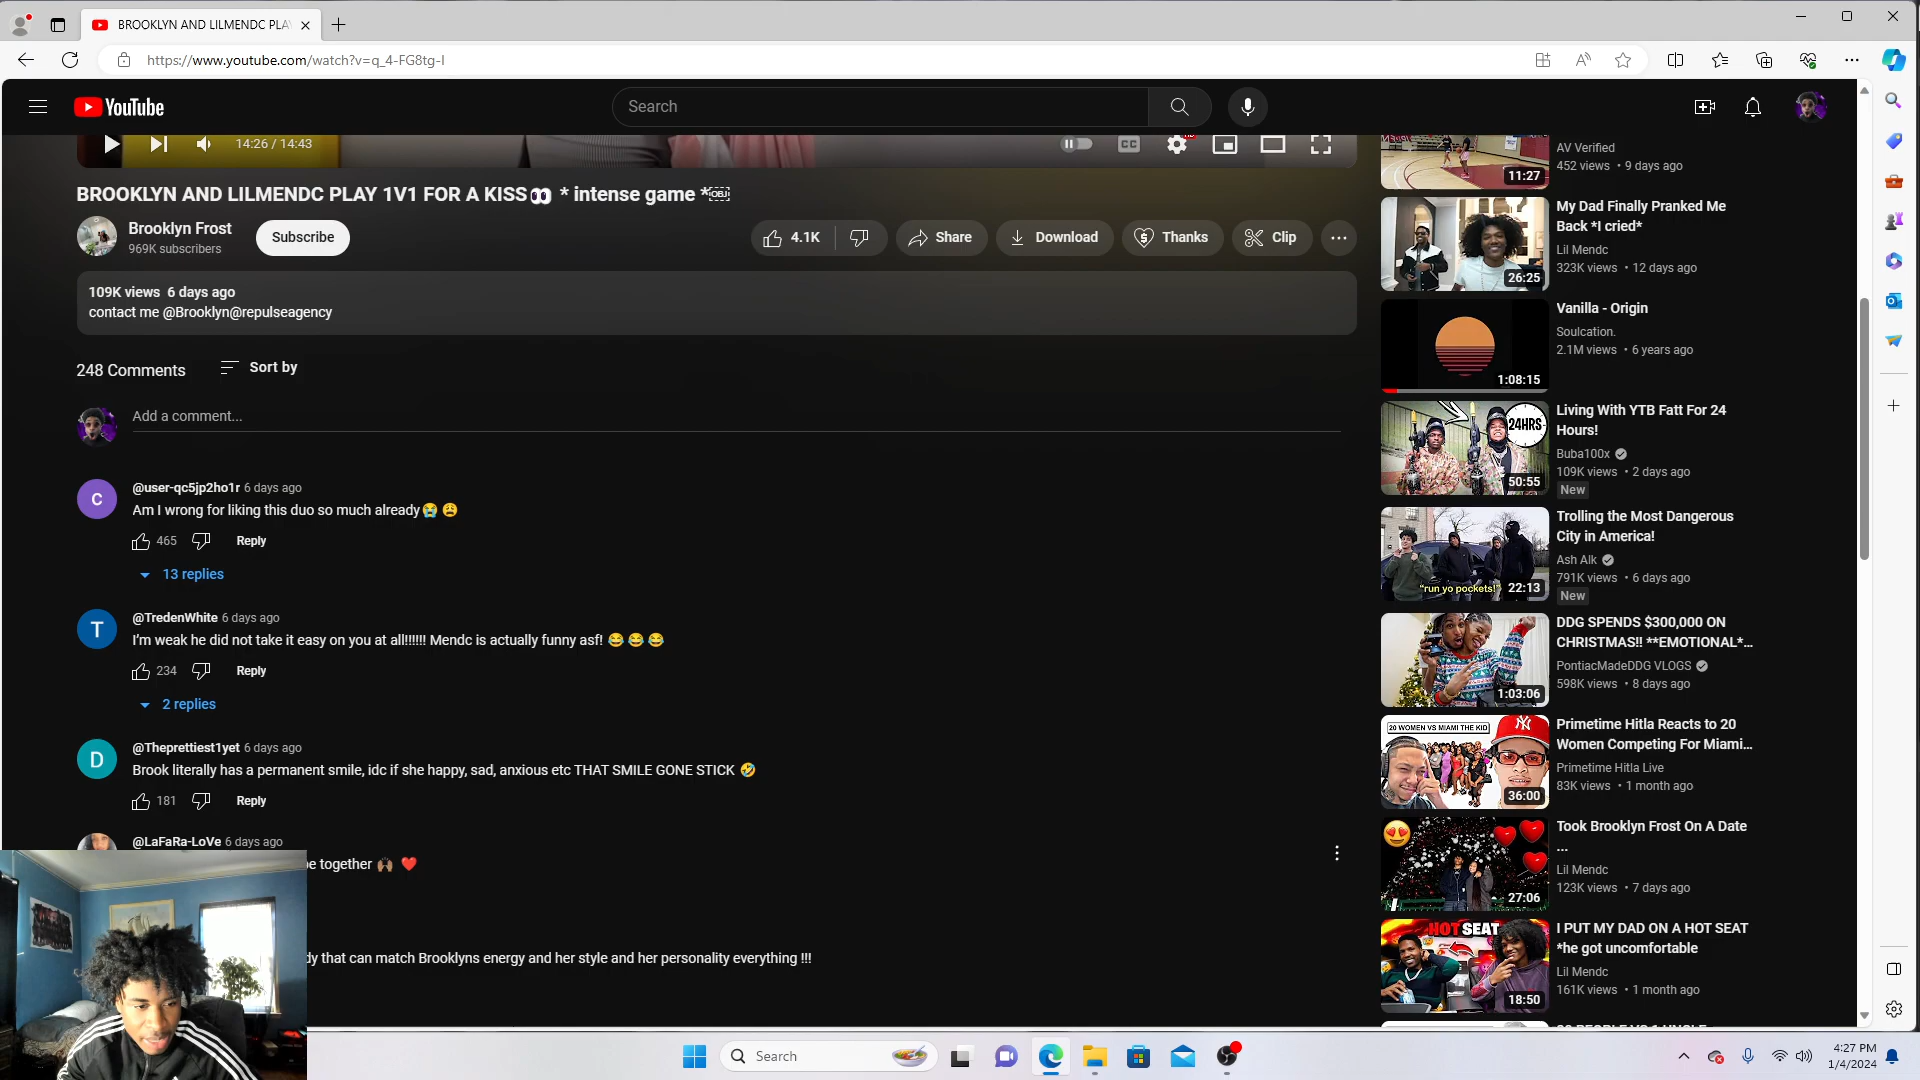 BROOKLYN AND LILMENDC PLA
https://www.youtube.com/watch?v=q_4-FG8tg-I
YouTube
Search
14:26 / 14:43
CC
HD
BROOKLYN AND LILMENDC PLAY 1V1 FOR A KISS👀 * intense game *OBJ
Brooklyn Frost
969K subscribers
Subscribe
4.1K
Share
Download
Thanks
Clip
109K views 6 days ago
contact me @Brooklyn@repulseagency
248 Comments
Sort by
Add a comment...
C
@user-qc5jp2ho1r 6 days ago
Am I wrong for liking this duo so much already😭 😩
465
Reply
13 replies
T
@TredenWhite 6 days ago
I'm weak he did not take it easy on you at all!!!!!! Mendc is actually funny asf! 😂 😂 😂
234
Reply
2 replies
D
@Theprettiest1yet 6 days ago
Brook literally has a permanent smile, idc if she happy, sad, anxious etc THAT SMILE GONE STICK 🤣
181
Reply
@LaFaRa-LoVe 6 days ago
together 🙌🏾 ❤️
that can match Brooklyns energy and her style and her personality everything !!!
11:27
AV Verified
452 views • 9 days ago
26:25
My Dad Finally Pranked Me
Back *I cried*
Lil Mendc
323K views • 12 days ago
1:08:15
Vanilla - Origin
Soulcation.
2.1M views • 6 years ago
24HRS
50:55
Living With YTB Fatt For 24
Hours!
Buba100x
109K views • 2 days ago
New
"run yo pockets!"
22:13
Trolling the Most Dangerous
City in America!
Ash Alk
791K views • 6 days ago
New
1:03:06
DDG SPENDS $300,000 ON
CHRISTMAS!! **EMOTIONAL*...
PontiacMadeDDG VLOGS
598K views • 8 days ago
20 WOMEN VS MIAMI THE KID
36:00
Primetime Hitla Reacts to 20
Women Competing For Miami...
Primetime Hitla Live
83K views • 1 month ago
27:06
Took Brooklyn Frost On A Date
...
Lil Mendc
123K views • 7 days ago
HOT SEAT
18:50
I PUT MY DAD ON A HOT SEAT
*he got uncomfortable
Lil Mendc
161K views • 1 month ago
Search
4:27 PM
1/4/2024